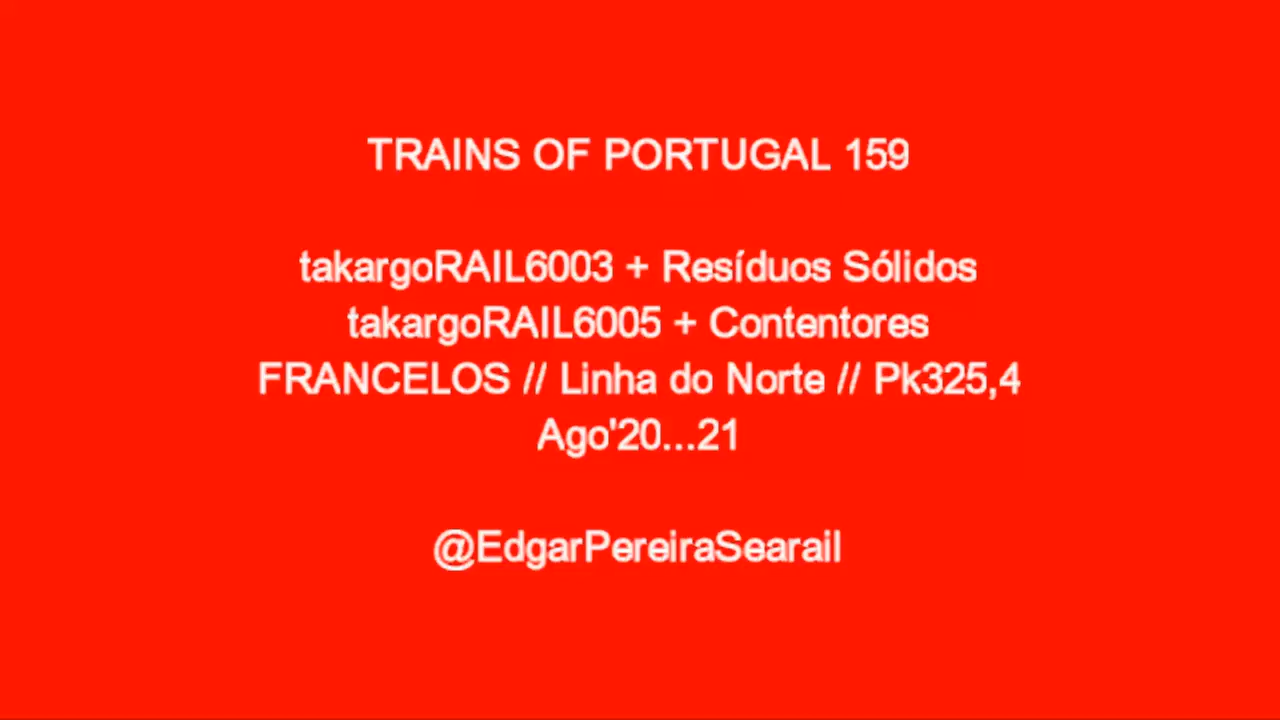 TRAINS OF PORTUGAL 159
takargoRAIL6003 + Resíduos Sólidos
takargoRAIL6005 + Contentores
FRANCELOS // Linha do Norte // Pk325,4
Ago'20...21
@EdgarPereiraSearail